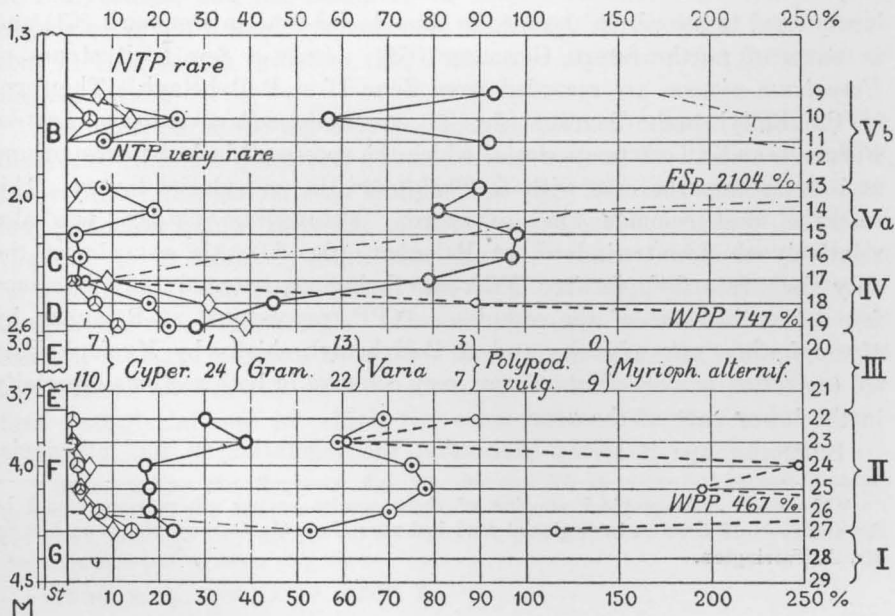 10 20 30 40 50 60 70 80 90 100 150 200 250 %
1,3
NTP rare
9
10
B
11
Vb
NTP very rare
12
FSp 2104 %
13
2,0
14
15
Va
C
16
17
IV
18
D
WPP 747 %
19
2,6
3,0
7 1 13 3 0
20
E
110 Cyper. 24 Gram. 22 Varia 7 Polypod. vulg. 9 Myrioph. alternif.
III
21
E
3,7
22
23
4,0
24
F
II
25
WPP 467 %
26
27
G
28
I
4,5
29
M
St 10 20 30 40 50 60 70 80 90 100 150 200 250 %